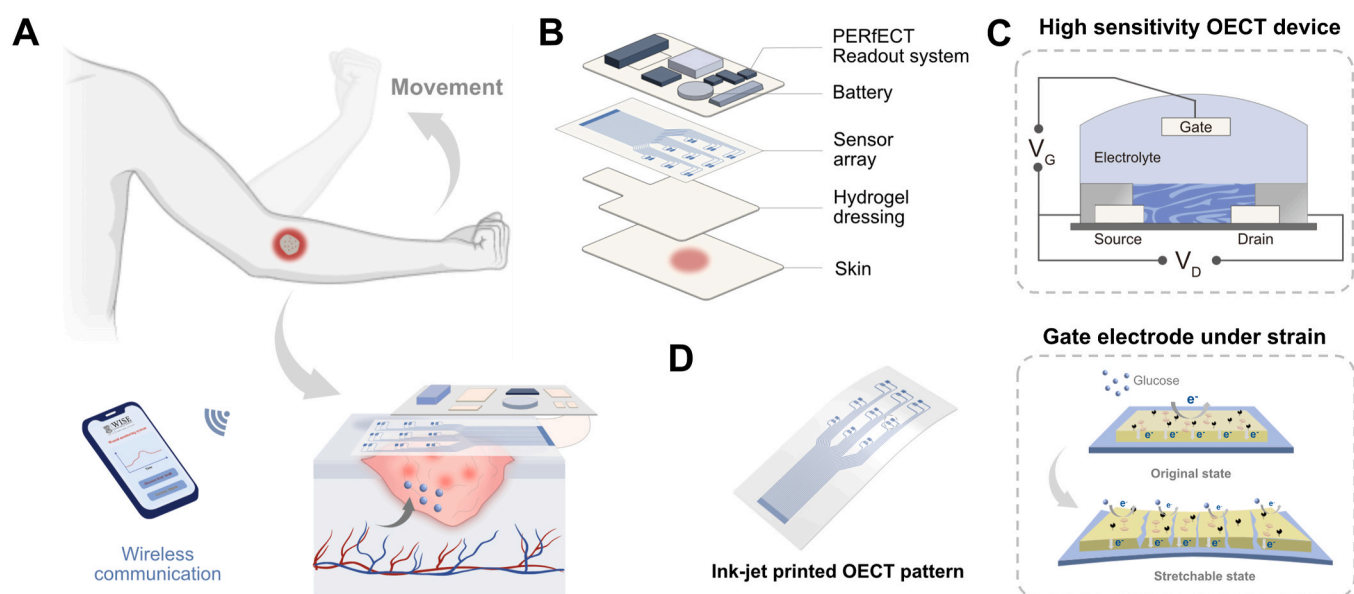 A
Movement
WISE
Wireless
communication
B
PERfECT
Readout system
Battery
Sensor
array
Hydrogel
dressing
Skin
D
Ink-jet printed OECT pattern
C
High sensitivity OECT device
Gate
VG
Electrolyte
Source
Drain
VD
Gate electrode under strain
Glucose
e-
e- e- e- e- e-
Original state
e- e- e- e- e-
e- e- e- e- e-
Stretchable state